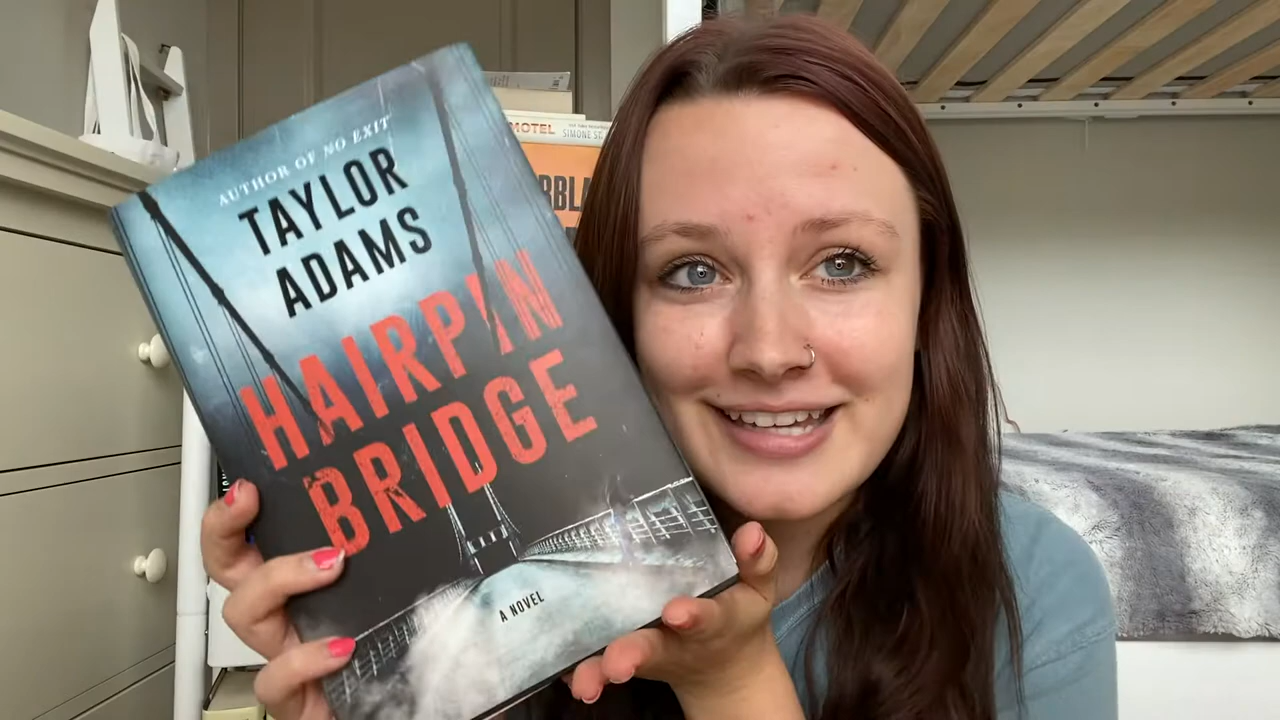 AUTHOR OF NO EXIT
TAYLOR
ADAMS
HAIRPIN
BRIDGE
A NOVEL
MOTEL
SIMONE